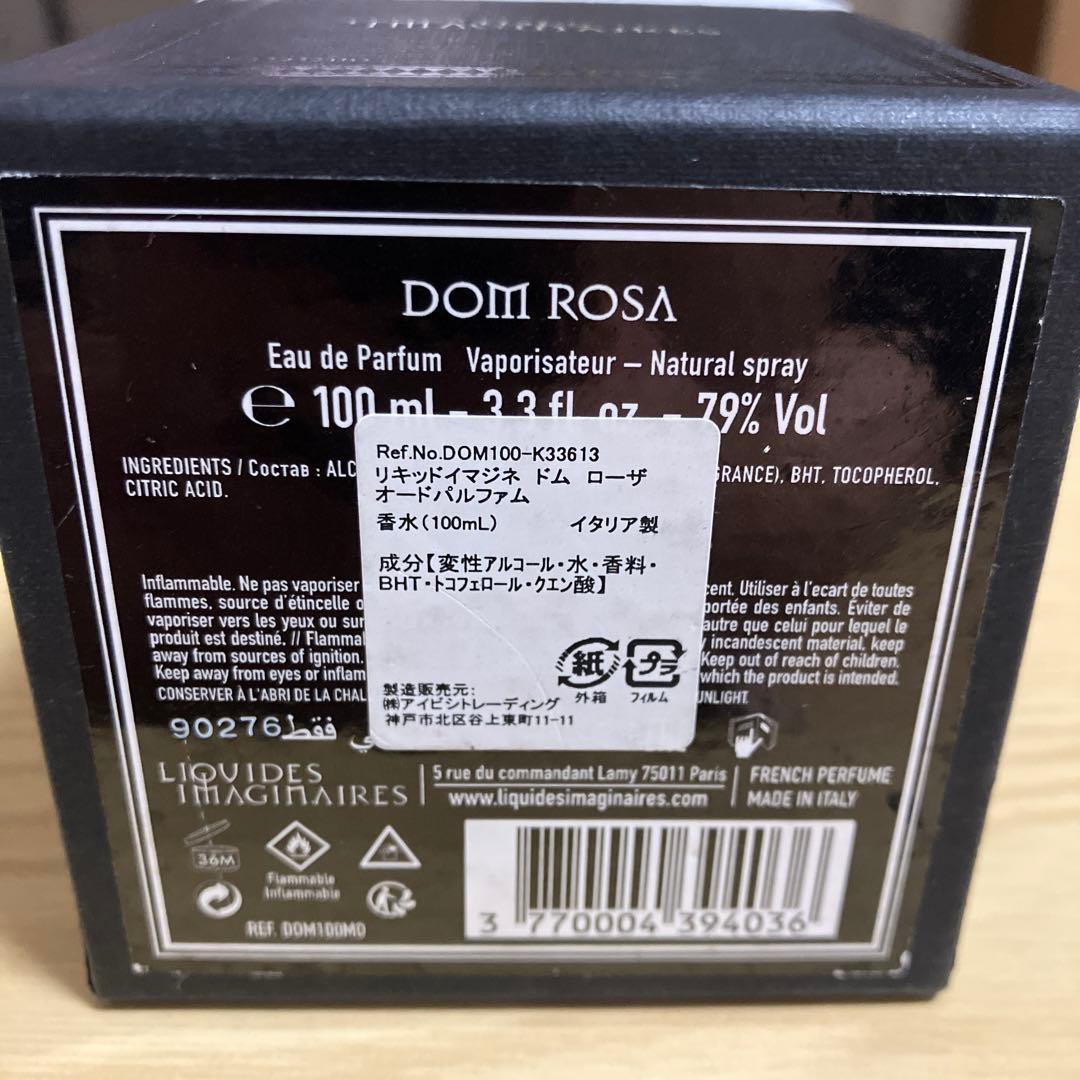 DOM ROSA
Eau de Parfum Vaporisateur – Natural spray
℮ 100 ml - 3.3 fl. oz. - 79% Vol
INGREDIENTS / Состав : ALC GRANCE), BHT, TOCOPHEROL,
CITRIC ACID.
Ref.No.DOM100-K33613
リキッドイマジネ ドム ローザ
オードパルファム
香水(100mL) イタリア製
成分【変性アルコール・水・香料・
BHT・トコフェロール・クエン酸】
紙 プラ
外箱 フィルム
製造販売元:
㈱アイビシトレーディング
神戸市北区谷上東町11-11
Inflammable. Ne pas vaporiser cent. Utiliser à l'ecart de toutes
flammes, source d'étincelle o portée des enfants. Éviter de
vaporiser vers les yeux ou sur autre que celui pour lequel le
produit est destiné. // Flammal y incandescent material, keep
away from sources of ignition. Keep out of reach of children.
Keep away from eyes or inflam which the product is intended.
CONSERVER À L'ABRI DE LA CHAL UNLIGHT.
90276 فقط
LIQUIDES
IMAGINAIRES
5 rue du commandant Lamy 75011 Paris
www.liquidesimaginaires.com
FRENCH PERFUME
MADE IN ITALY
36M
Flammable
Inflammable
REF. DOM100MO
3 770004 394036